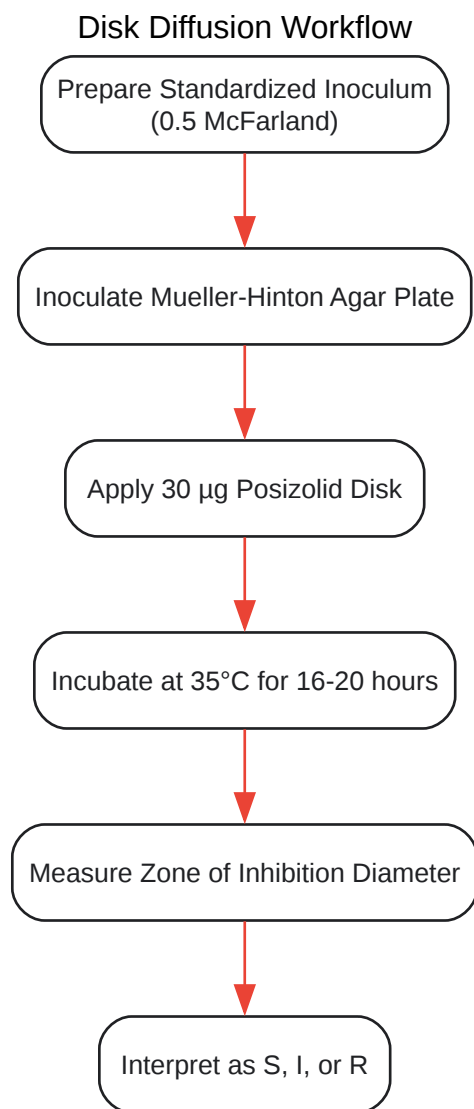 Disk Diffusion Workflow
Prepare Standardized Inoculum
(0.5 McFarland)
Inoculate Mueller-Hinton Agar Plate
Apply 30 µg Posizolid Disk
Incubate at 35°C for 16-20 hours
Measure Zone of Inhibition Diameter
Interpret as S, I, or R